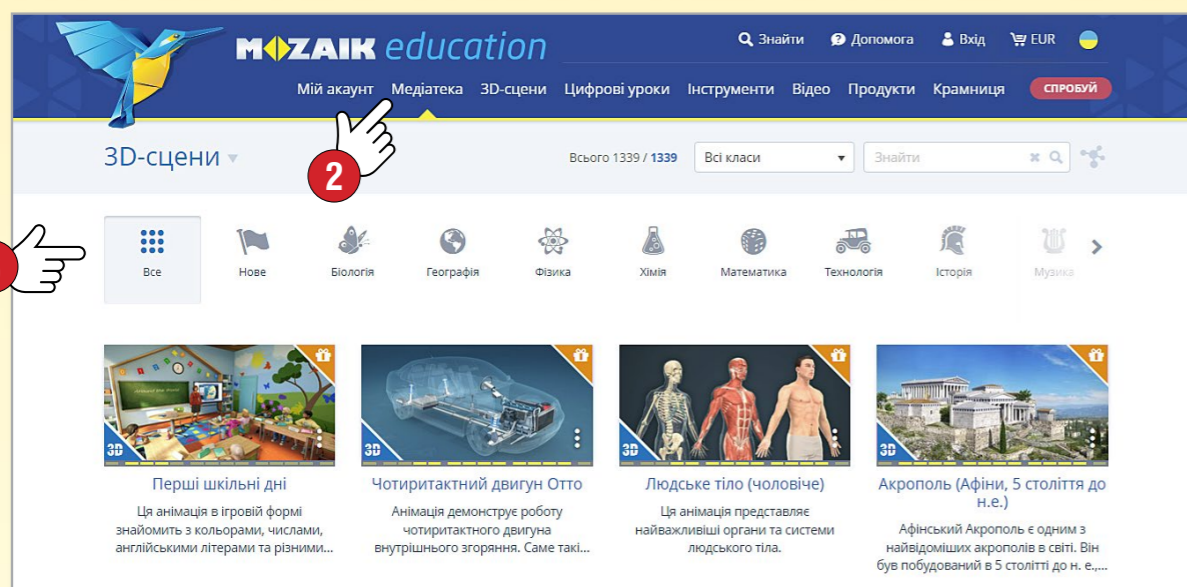 MOZAIK education
Знайти Допомога Вхід EUR
Мій акаунт Медіатека 3D-сцени Цифрові уроки Інструменти Відео Продукти Крамниця СПРОБУЙ
2
3D-сцени Всього 1339 / 1339 Всі класи Знайти
Все Нове Біологія Географія Фізика Хімія Математика Технологія Історія Музика
3D 3D 3D 3D
Перші шкільні дні
Ця анімація в ігровій формі
знайомить з кольорами, числами,
англійськими літерами та різними...
Чотиритактний двигун Отто
Анімація демонструє роботу
чотиритактного двигуна
внутрішнього згоряння. Саме такі...
Людське тіло (чоловіче)
Ця анімація представляє
найважливіші органи та системи
людського тіла.
Акрополь (Афіни, 5 століття до
н.е.)
Афінський Акрополь є одним з
найвідоміших акрополів в світі. Він
був побудований в 5 столітті до н. е.,...